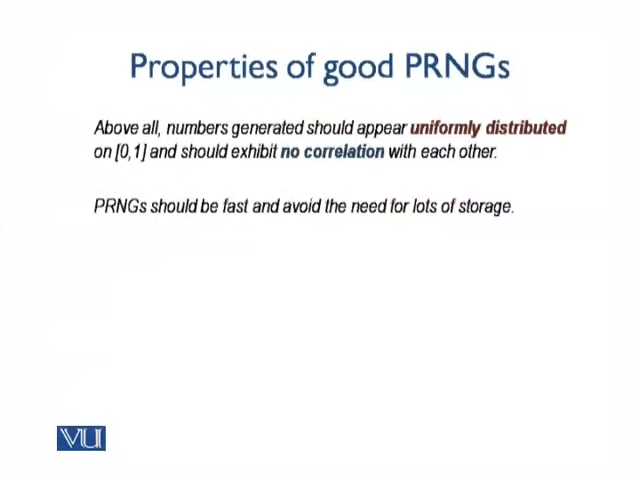 Properties of good PRNGs
Above all, numbers generated should appear uniformly distributed
on [0,1] and should exhibit no correlation with each other.
PRNGs should be fast and avoid the need for lots of storage.
VU